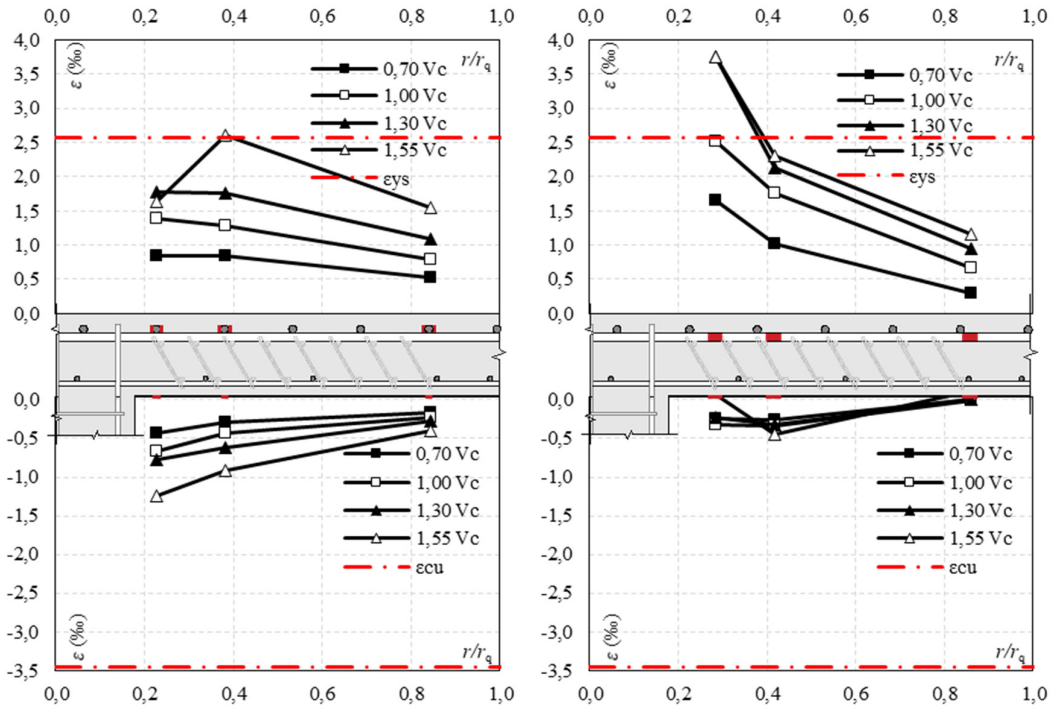 0,0 0,2 0,4 0,6 0,8 1,0
4,0
3,5
3,0
2,5
2,0
1,5
1,0
0,5
0,0
ε (‰)
r/rq
0,70 Vc
1,00 Vc
1,30 Vc
1,55 Vc
εys
0,0
-0,5
-1,0
-1,5
-2,0
-2,5
-3,0
-3,5
0,70 Vc
1,00 Vc
1,30 Vc
1,55 Vc
εcu
ε (‰)
r/rq
0,0 0,2 0,4 0,6 0,8 1,0
0,0 0,2 0,4 0,6 0,8 1,0
4,0
3,5
3,0
2,5
2,0
1,5
1,0
0,5
0,0
ε (‰)
r/rq
0,70 Vc
1,00 Vc
1,30 Vc
1,55 Vc
εys
0,0
-0,5
-1,0
-1,5
-2,0
-2,5
-3,0
-3,5
0,70 Vc
1,00 Vc
1,30 Vc
1,55 Vc
εcu
ε (‰)
r/rq
0,0 0,2 0,4 0,6 0,8 1,0